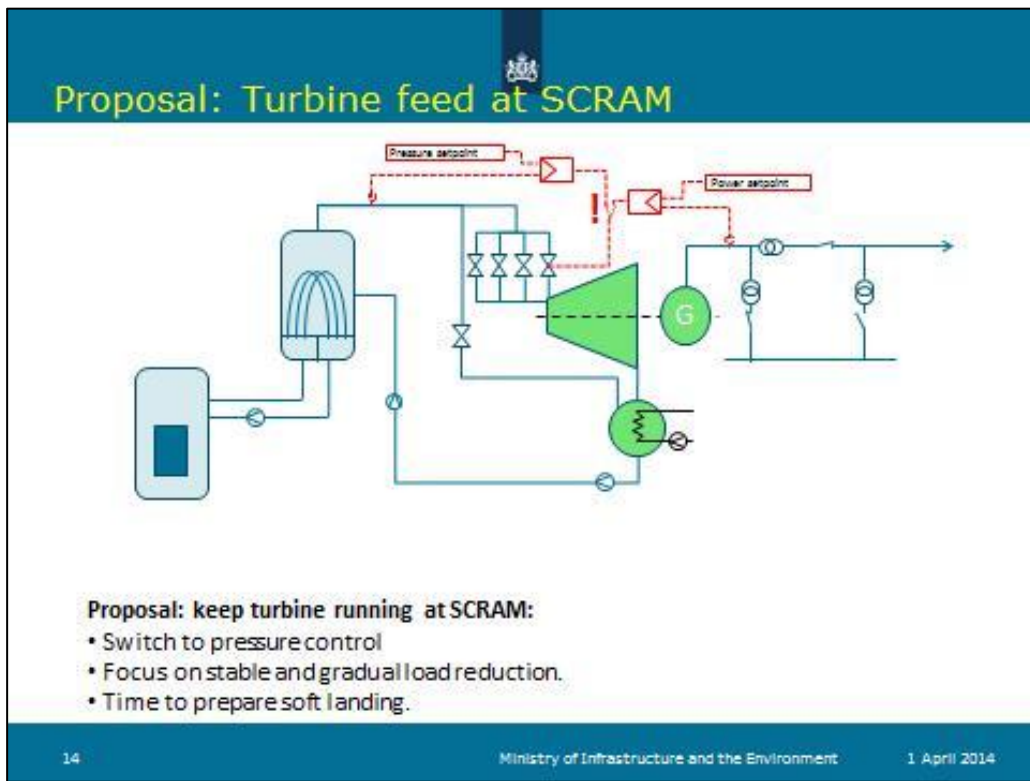 Proposal: Turbine feed at SCRAM
Pressure setpoint
Power setpoint
!
G
Proposal: keep turbine running at SCRAM:
• Switch to pressure control
• Focus on stable and gradual load reduction.
• Time to prepare soft landing.
14 Ministry of Infrastructure and the Environment 1 April 2014